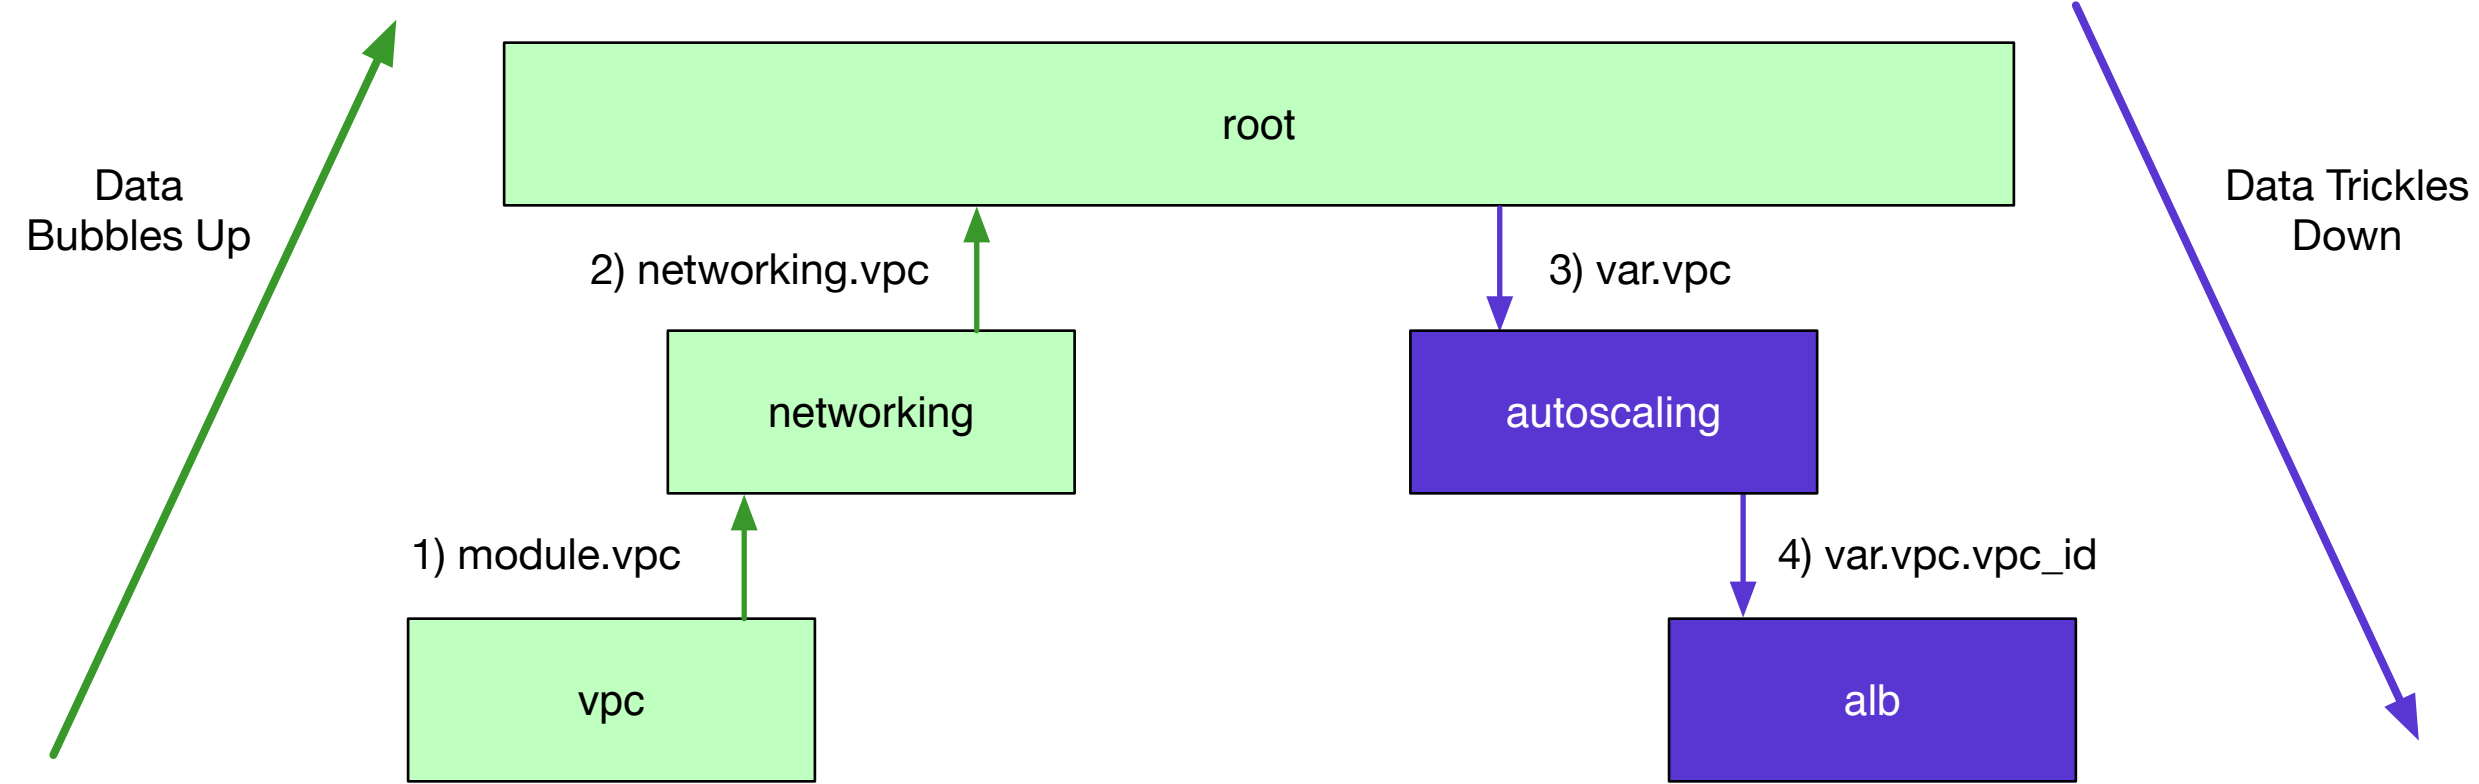 root
Data
Bubbles Up
Data Trickles
Down
2) networking.vpc
3) var.vpc
networking
autoscaling
1) module.vpc
4) var.vpc.vpc_id
vpc
alb